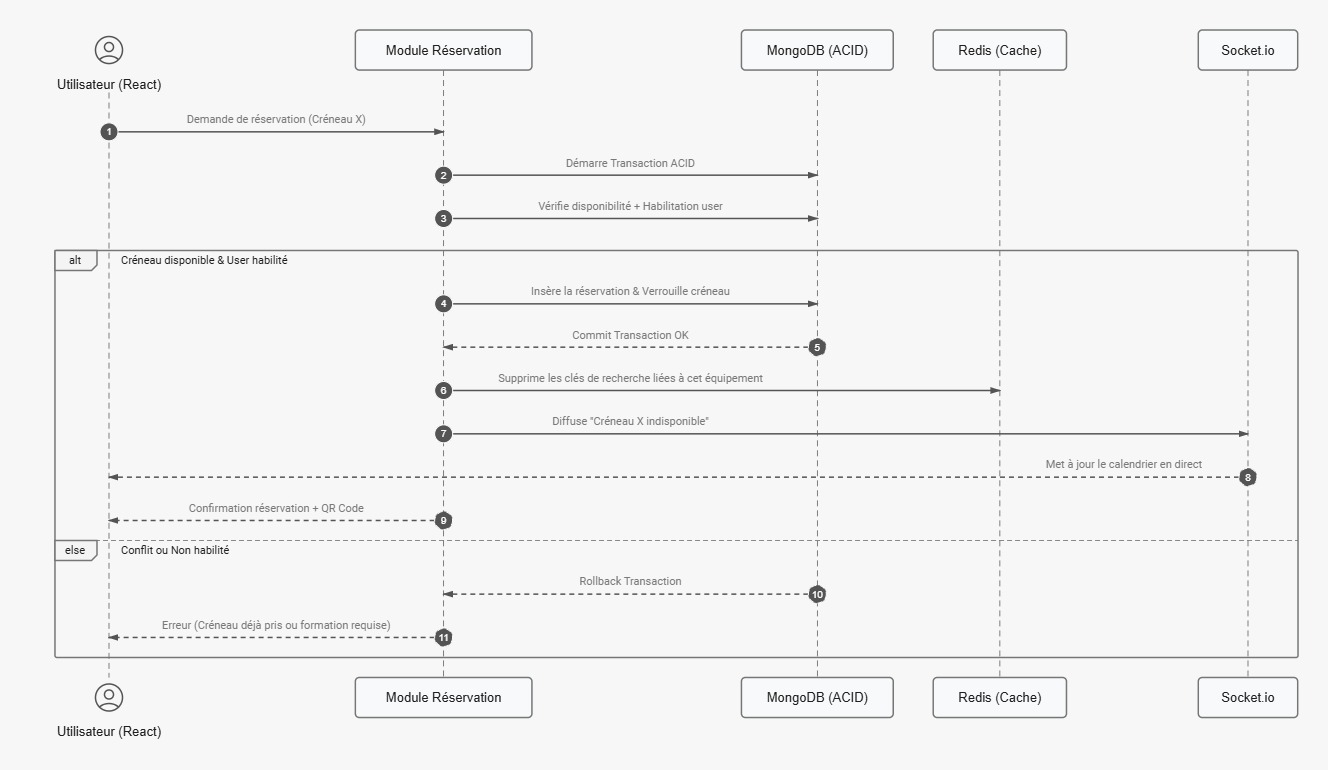 Utilisateur (React)
Module Réservation
MongoDB (ACID)
Redis (Cache)
Socket.io
1
Demande de réservation (Créneau X)
2
Démarre Transaction ACID
3
Vérifie disponibilité + Habilitation user
alt
Créneau disponible & User habilité
4
Insère la réservation & Verrouille créneau
Commit Transaction OK
5
6
Supprime les clés de recherche liées à cet équipement
7
Diffuse "Créneau X indisponible"
Met à jour le calendrier en direct
8
Confirmation réservation + QR Code
9
else
Conflit ou Non habilité
Rollback Transaction
10
Erreur (Créneau déjà pris ou formation requise)
11
Utilisateur (React)
Module Réservation
MongoDB (ACID)
Redis (Cache)
Socket.io